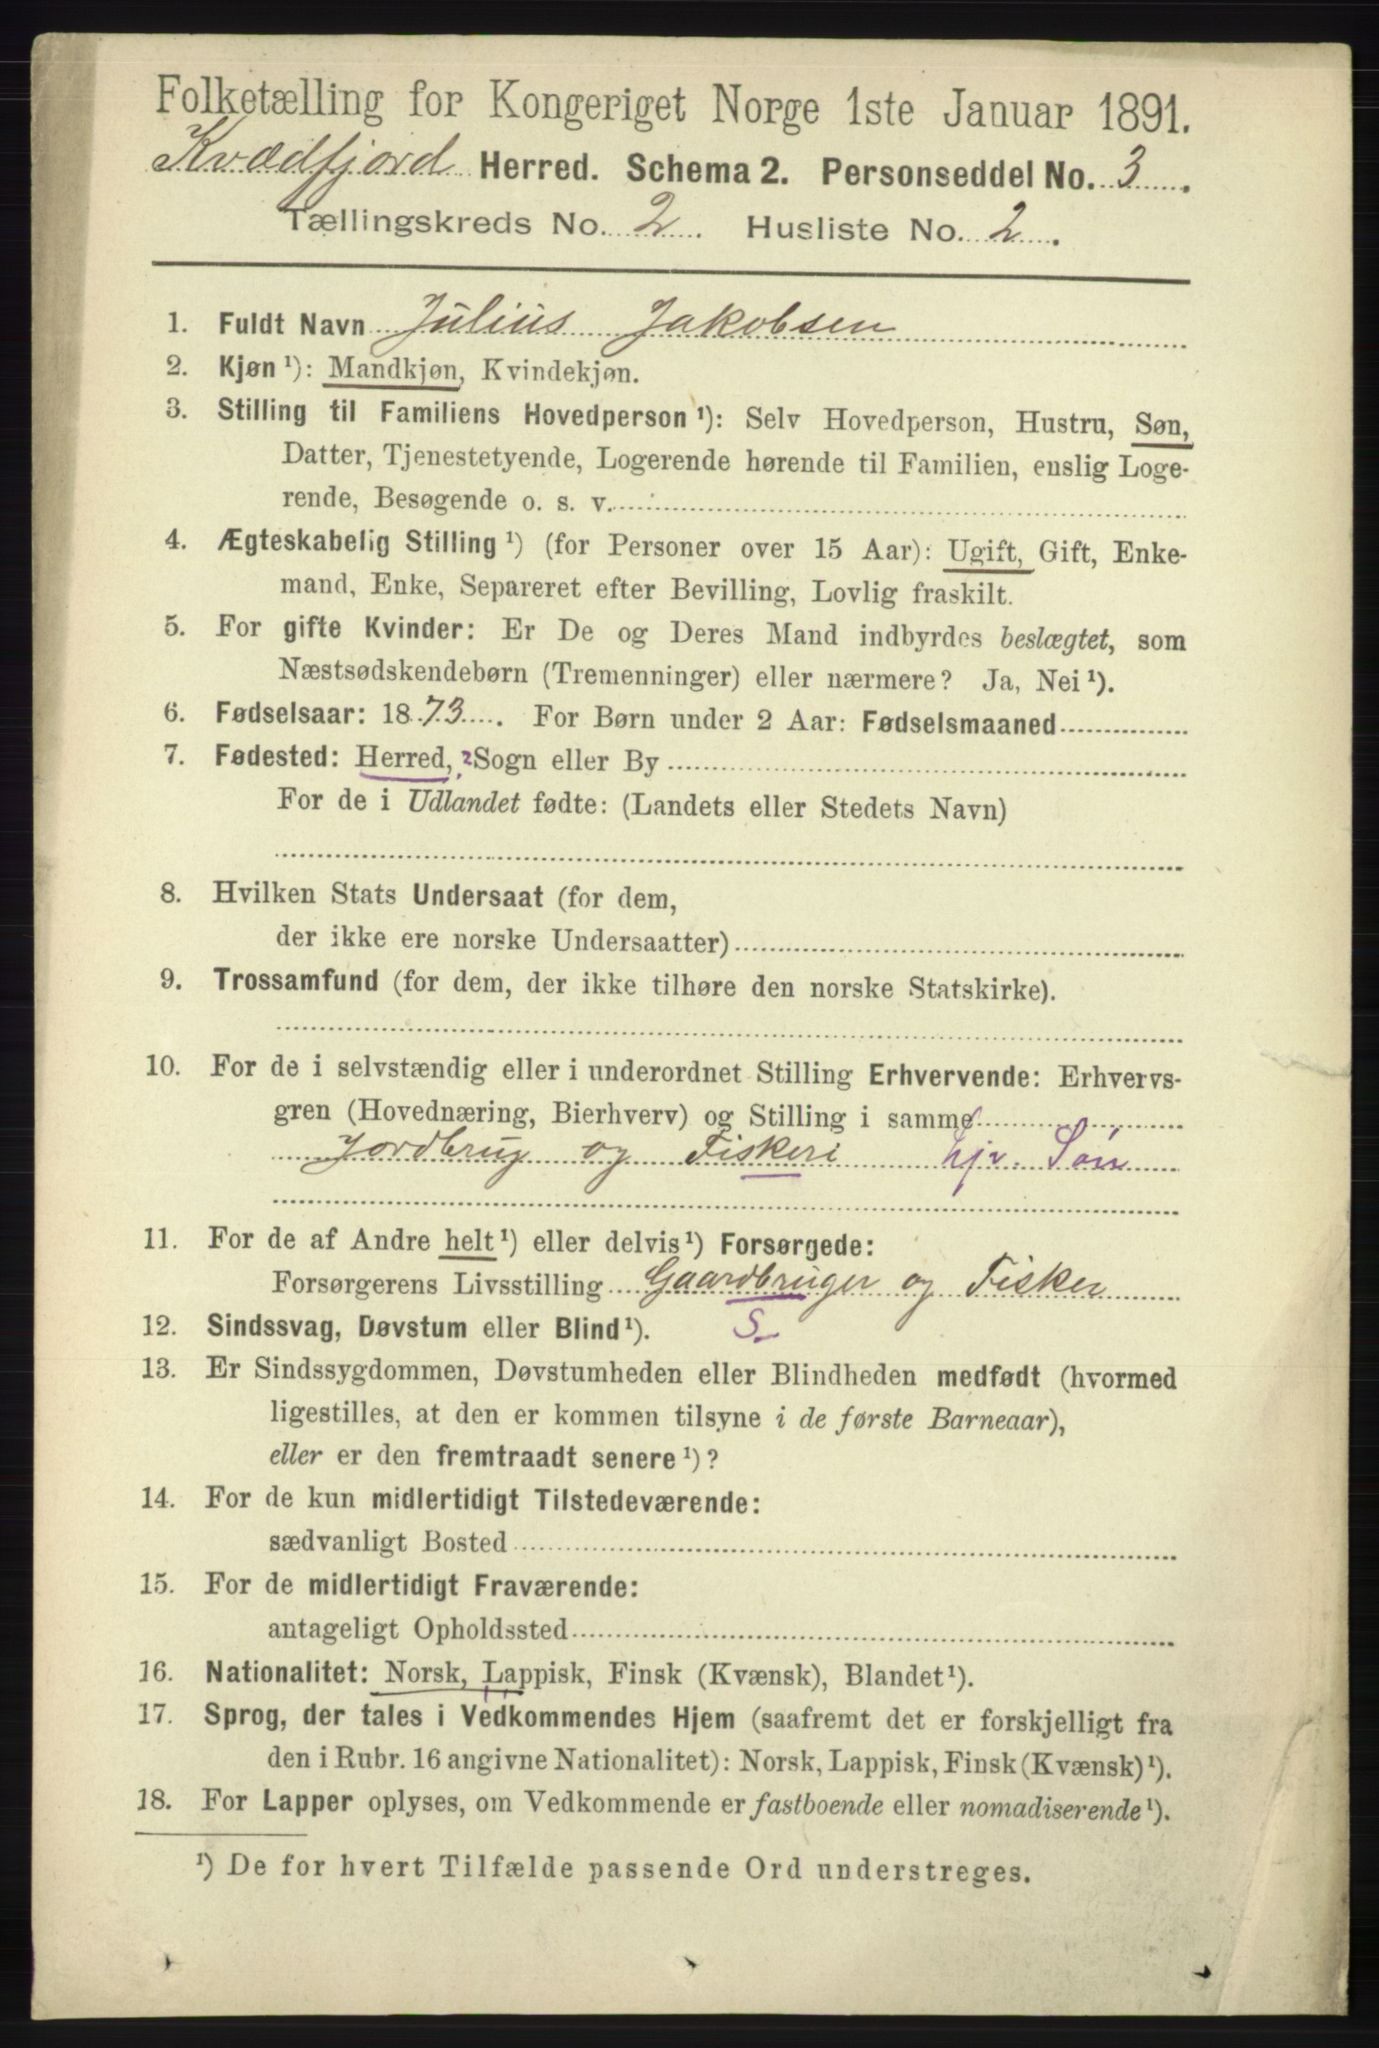 Folketælling for Kongeriget Norge 1ste Januar 1891.
Kvædfjord Herred. Schema 2. Personseddel No. 3.
Tællingskreds No. 2. Husliste No. 2.
1. Fuldt Navn Julius Jakobsen
2. Kjøn ¹): Mandkjøn, Kvindekjøn.
3. Stilling til Familiens Hovedperson ¹): Selv Hovedperson, Hustru, Søn,
Datter, Tjenestetyende, Logerende hørende til Familien, enslig Loge-
rende, Besøgende o. s. v.
4. Ægteskabelig Stilling ¹) (for Personer over 15 Aar): Ugift, Gift, Enke-
mand, Enke, Separeret efter Bevilling, Lovlig fraskilt.
5. For gifte Kvinder: Er De og Deres Mand indbyrdes beslægtet, som
Næstsødskendebørn (Tremenninger) eller nærmere? Ja, Nei ¹).
6. Fødselsaar: 1873. For Børn under 2 Aar: Fødselsmaaned
7. Fødested: Herred, 2 Sogn eller By
For de i Udlandet fødte: (Landets eller Stedets Navn)
8. Hvilken Stats Undersaat (for dem,
der ikke ere norske Undersaatter)
9. Trossamfund (for dem, der ikke tilhøre den norske Statskirke).
10. For de i selvstændig eller i underordnet Stilling Erhvervende: Erhvervs-
gren (Hovednæring, Bierhverv) og Stilling i samme
Jordbrug og Fiskeri hjv. Søn
11. For de af Andre helt ¹) eller delvis ¹) Forsørgede:
Forsørgerens Livsstilling Gaardbruger og Fisker
12. Sindssvag, Døvstum eller Blind ¹). S
13. Er Sindssygdommen, Døvstumheden eller Blindheden medfødt (hvormed
ligestilles, at den er kommen tilsyne i de første Barneaar),
eller er den fremtraadt senere ¹)?
14. For de kun midlertidigt Tilstedeværende:
sædvanligt Bosted
15. For de midlertidigt Fraværende:
antageligt Opholdssted
16. Nationalitet: Norsk, Lappisk, Finsk (Kvænsk), Blandet ¹).
17. Sprog, der tales i Vedkommendes Hjem (saafremt det er forskjelligt fra
den i Rubr. 16 angivne Nationalitet): Norsk, Lappisk, Finsk (Kvænsk) ¹).
18. For Lapper oplyses, om Vedkommende er fastboende eller nomadiserende ¹).
¹) De for hvert Tilfælde passende Ord understreges.